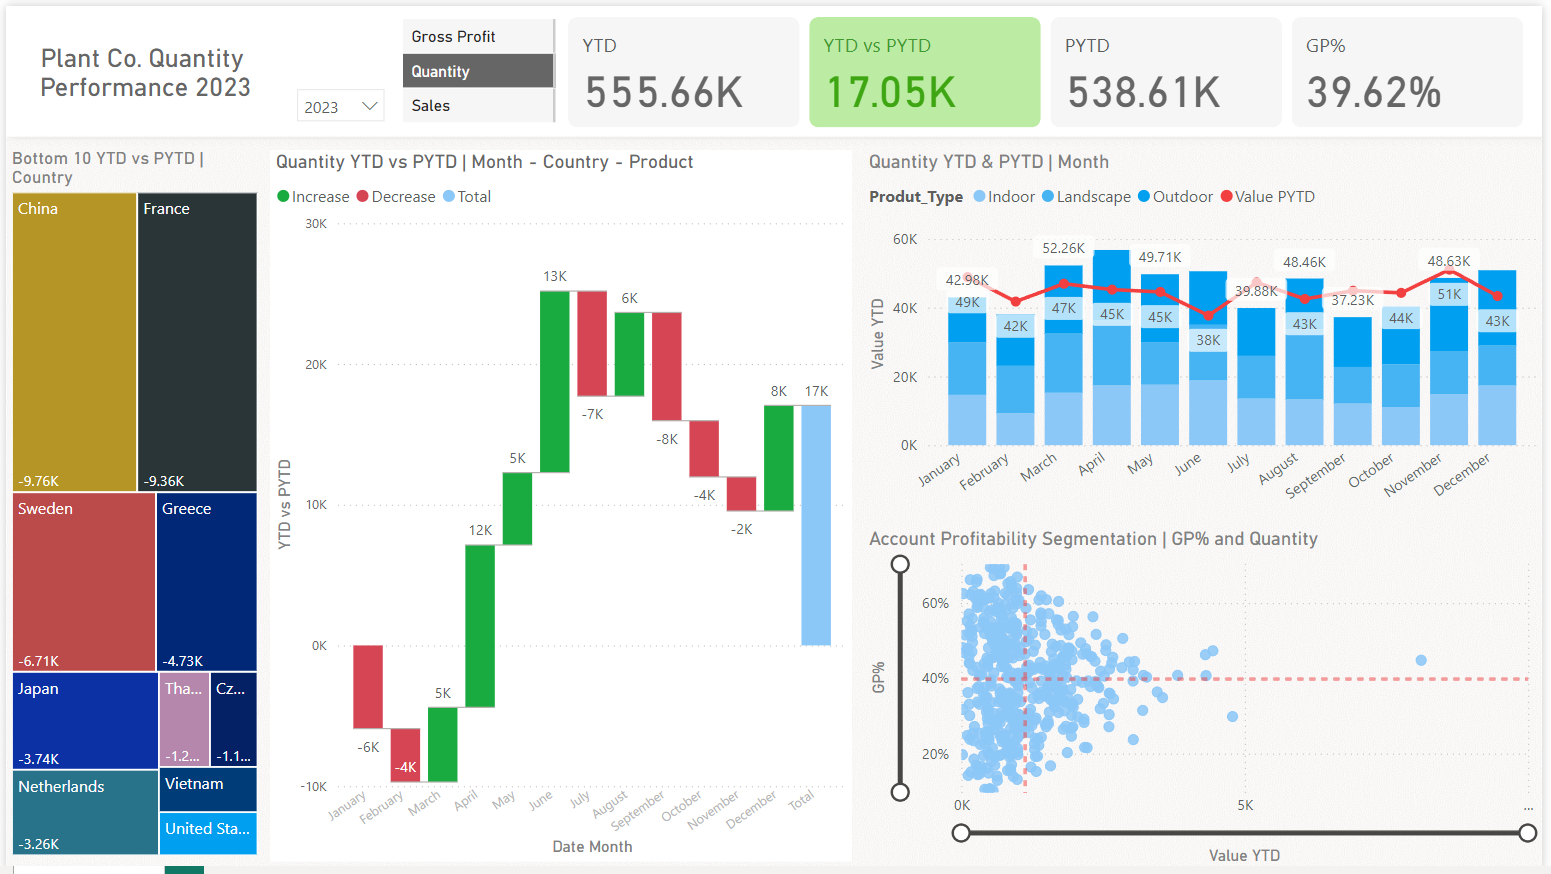 Plant Co. Quantity
Performance 2023
2023
Gross Profit
Quantity
Sales
YTD
555.66K
YTD vs PYTD
17.05K
PYTD
538.61K
GP%
39.62%
Bottom 10 YTD vs PYTD |
Country
China
-9.76K
France
-9.36K
Sweden
-6.71K
Greece
-4.73K
Japan
-3.74K
Tha...
-1.2...
Cz...
-1.1...
Netherlands
-3.26K
Vietnam
United Sta...
Quantity YTD vs PYTD | Month - Country - Product
Increase Decrease Total
30K
20K
10K
0K
-10K
YTD vs PYTD
-6K
-4K
5K
12K
5K
13K
-7K
6K
-8K
-4K
-2K
8K
17K
January
February
March
April
May
June
July
August
September
October
November
December
Total
Date Month
Quantity YTD & PYTD | Month
Produt_Type Indoor Landscape Outdoor Value PYTD
60K
40K
20K
0K
Value YTD
42.98K
52.26K
49.71K
39.88K
48.46K
37.23K
48.63K
49K
42K
47K
45K
45K
38K
43K
44K
51K
43K
January
February
March
April
May
June
July
August
September
October
November
December
Account Profitability Segmentation | GP% and Quantity
60%
40%
20%
GP%
0K
5K
...
Value YTD